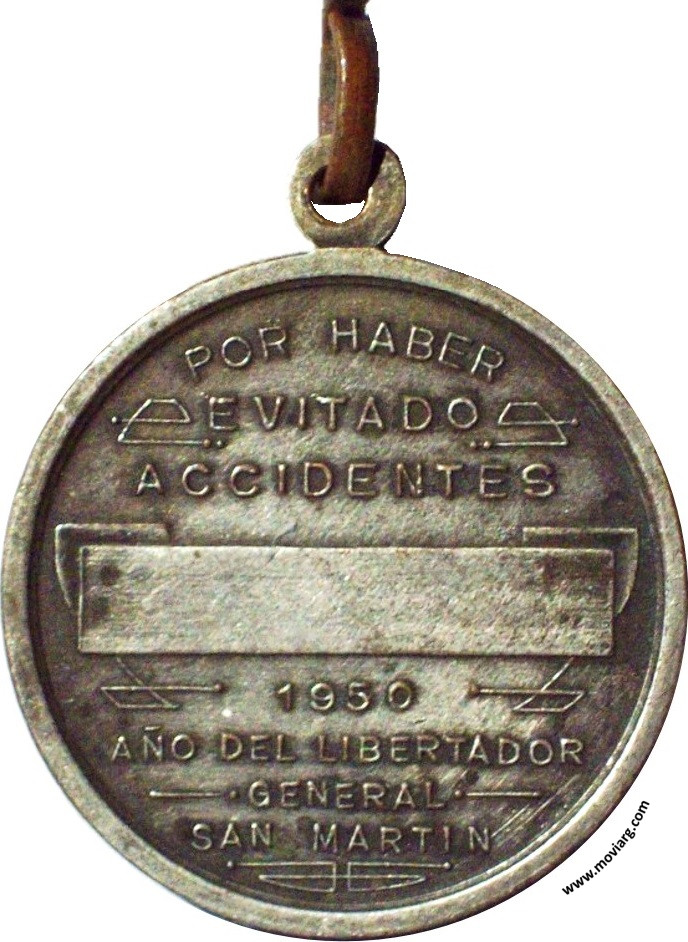 POR HABER
EVITADO
ACCIDENTES
1950
AÑO DEL LIBERTADOR
GENERAL
SAN MARTIN
www.moviarg.com